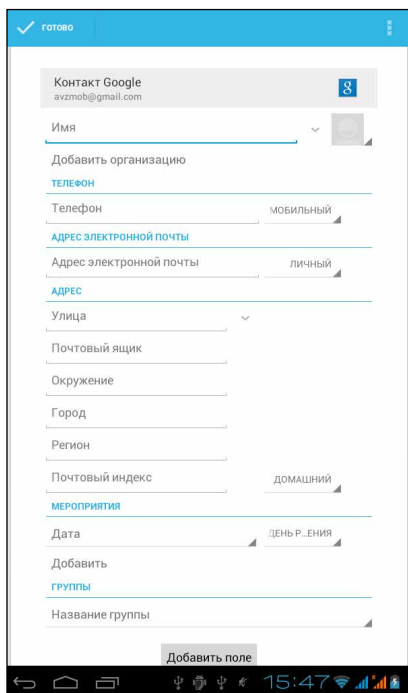 ГОТОВО
Контакт Google
avzmob@gmail.com
8
Имя
Добавить организацию
ТЕЛЕФОН
Телефон МОБИЛЬНЫЙ
АДРЕС ЭЛЕКТРОННОЙ ПОЧТЫ
Адрес электронной почты ЛИЧНЫЙ
АДРЕС
Улица
Почтовый ящик
Окружение
Город
Регион
Почтовый индекс ДОМАШНИЙ
МЕРОПРИЯТИЯ
Дата ДЕНЬ Р...ЕНИЯ
Добавить
ГРУППЫ
Название группы
Добавить поле
15:47